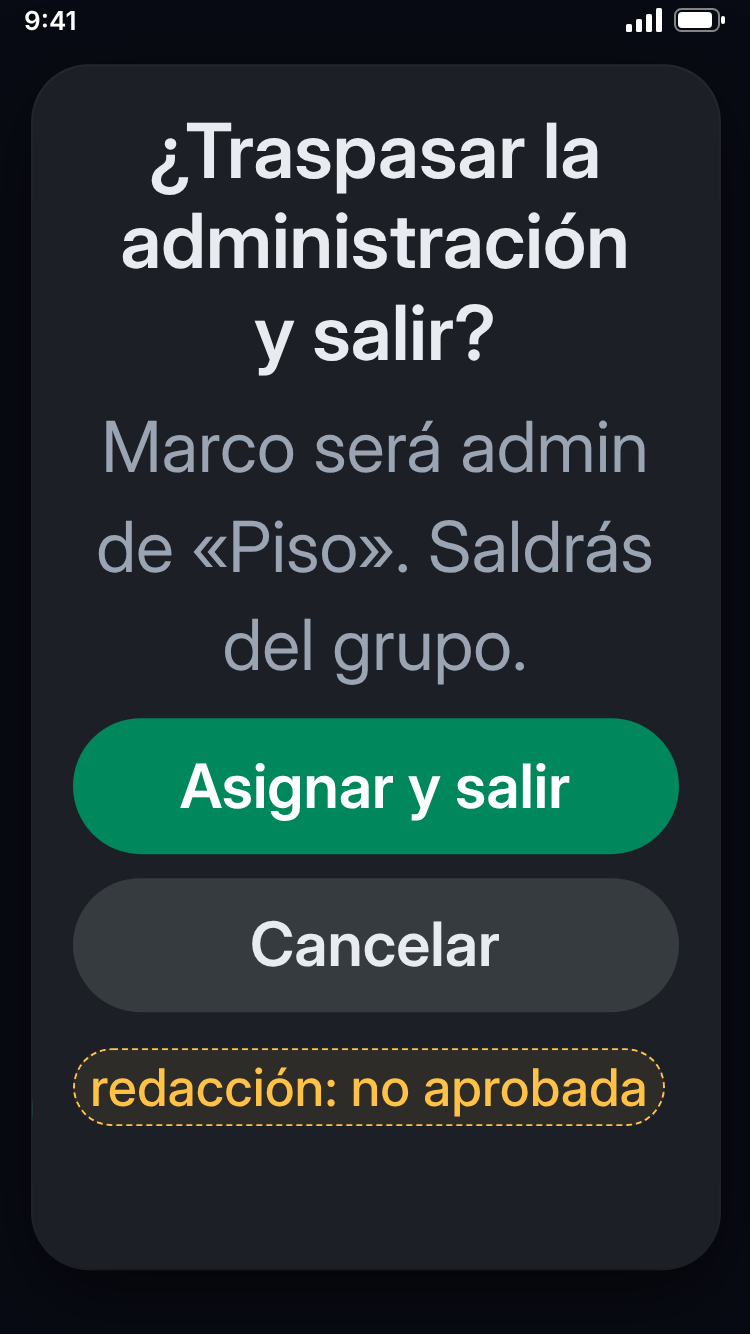 9:41
¿Traspasar la
administración
y salir?
Marco será admin
de «Piso». Saldrás
del grupo.
Asignar y salir
Cancelar
redacción: no aprobada